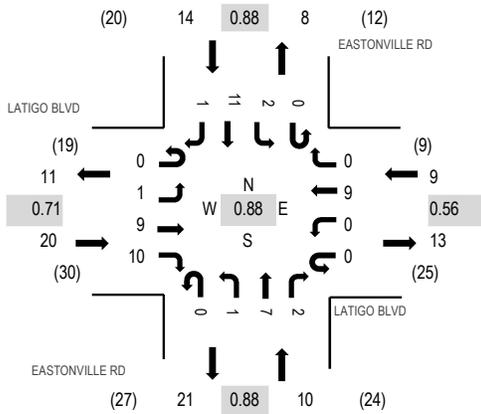 (20) 14 0.88 8 (12)
EASTONVILLE RD
LATIGO BLVD
1 11 2 0
(19) 0 0 (9)
11 1 N 9 9
0.71 W 0.88 E 0.56
20 9 S 0 13
(30) 10 0 (25)
0 1 7 2
LATIGO BLVD
EASTONVILLE RD
(27) 21 0.88 10 (24)